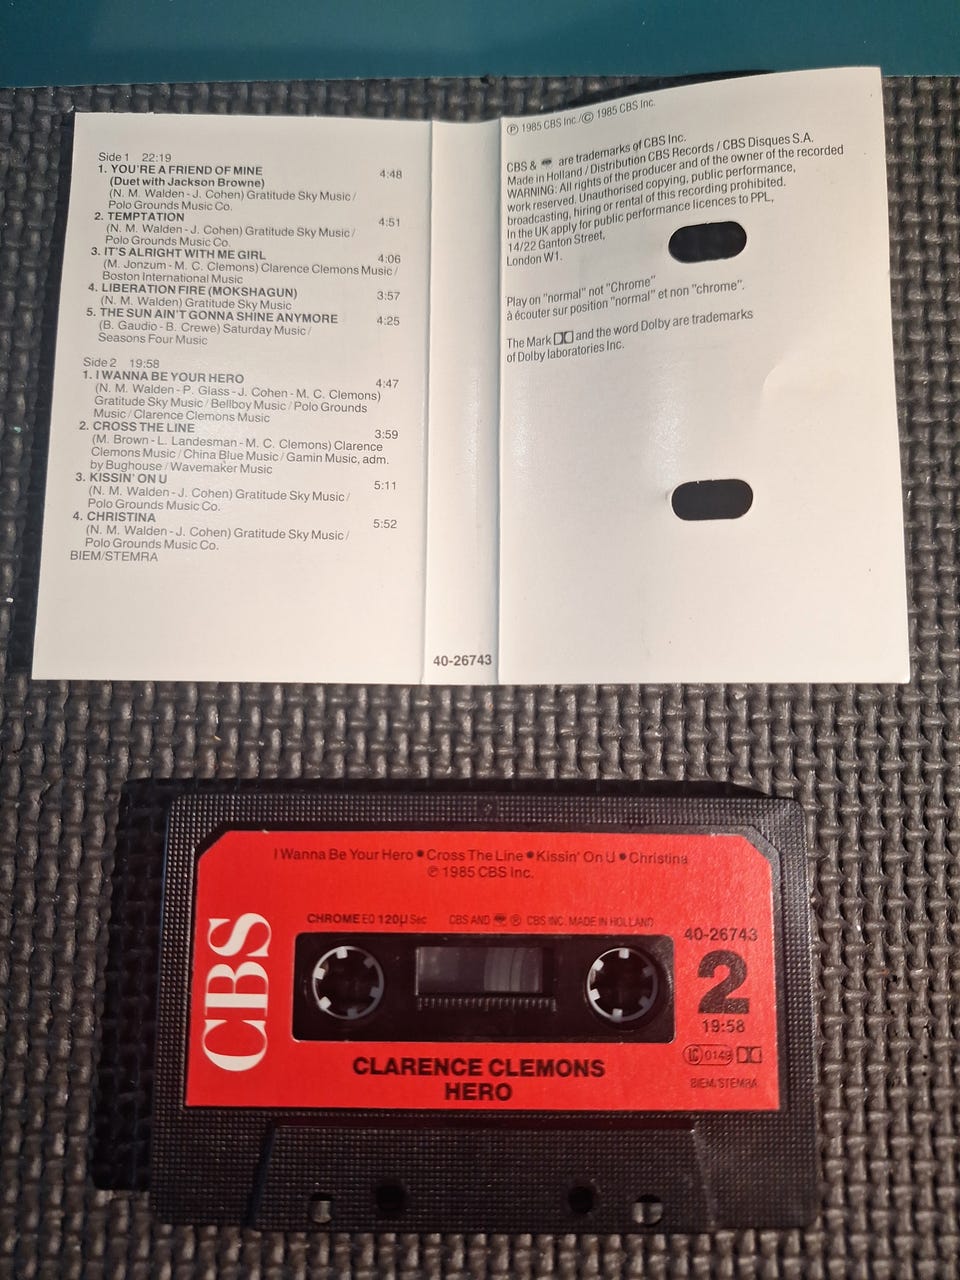 Side 1 22:19
1. YOU'RE A FRIEND OF MINE 4:48
(Duet with Jackson Browne)
(N. M. Walden - J. Cohen) Gratitude Sky Music /
Polo Grounds Music Co.
2. TEMPTATION 4:51
(N. M. Walden - J. Cohen) Gratitude Sky Music /
Polo Grounds Music Co.
3. IT'S ALRIGHT WITH ME GIRL 4:06
(M. Jonzum - M. C. Clemons) Clarence Clemons Music /
Boston International Music
4. LIBERATION FIRE (MOKSHAGUN) 3:57
(N. M. Walden) Gratitude Sky Music
5. THE SUN AIN'T GONNA SHINE ANYMORE 4:25
(B. Gaudio - B. Crewe) Saturday Music /
Seasons Four Music
Side 2 19:58
1. I WANNA BE YOUR HERO 4:47
(N. M. Walden - P. Glass - J. Cohen - M. C. Clemons)
Gratitude Sky Music / Bellboy Music / Polo Grounds
Music / Clarence Clemons Music
2. CROSS THE LINE 3:59
(M. Brown - L. Landesman - M. C. Clemons) Clarence
Clemons Music / China Blue Music / Gamin Music, adm.
by Bughouse / Wavemaker Music
3. KISSIN' ON U 5:11
(N. M. Walden - J. Cohen) Gratitude Sky Music /
Polo Grounds Music Co.
4. CHRISTINA 5:52
(N. M. Walden - J. Cohen) Gratitude Sky Music /
Polo Grounds Music Co.
BIEM/STEMRA
40-26743
℗ 1985 CBS Inc./© 1985 CBS Inc.
CBS & are trademarks of CBS Inc.
Made in Holland / Distribution CBS Records / CBS Disques S.A.
WARNING: All rights of the producer and of the owner of the recorded
work reserved. Unauthorised copying, public performance,
broadcasting, hiring or rental of this recording prohibited.
In the UK apply for public performance licences to PPL,
14/22 Ganton Street,
London W1.
Play on "normal" not "Chrome"
à écouter sur position "normal" et non "chrome".
The Mark and the word Dolby are trademarks
of Dolby laboratories Inc.
I Wanna Be Your Hero • Cross The Line • Kissin' On U • Christina
℗ 1985 CBS Inc.
CHROME EQ 120µ Sec CBS AND ® CBS INC. MADE IN HOLLAND
40-26743
CBS
2
19:58
LC 0149
BIEM/STEMRA
CLARENCE CLEMONS
HERO